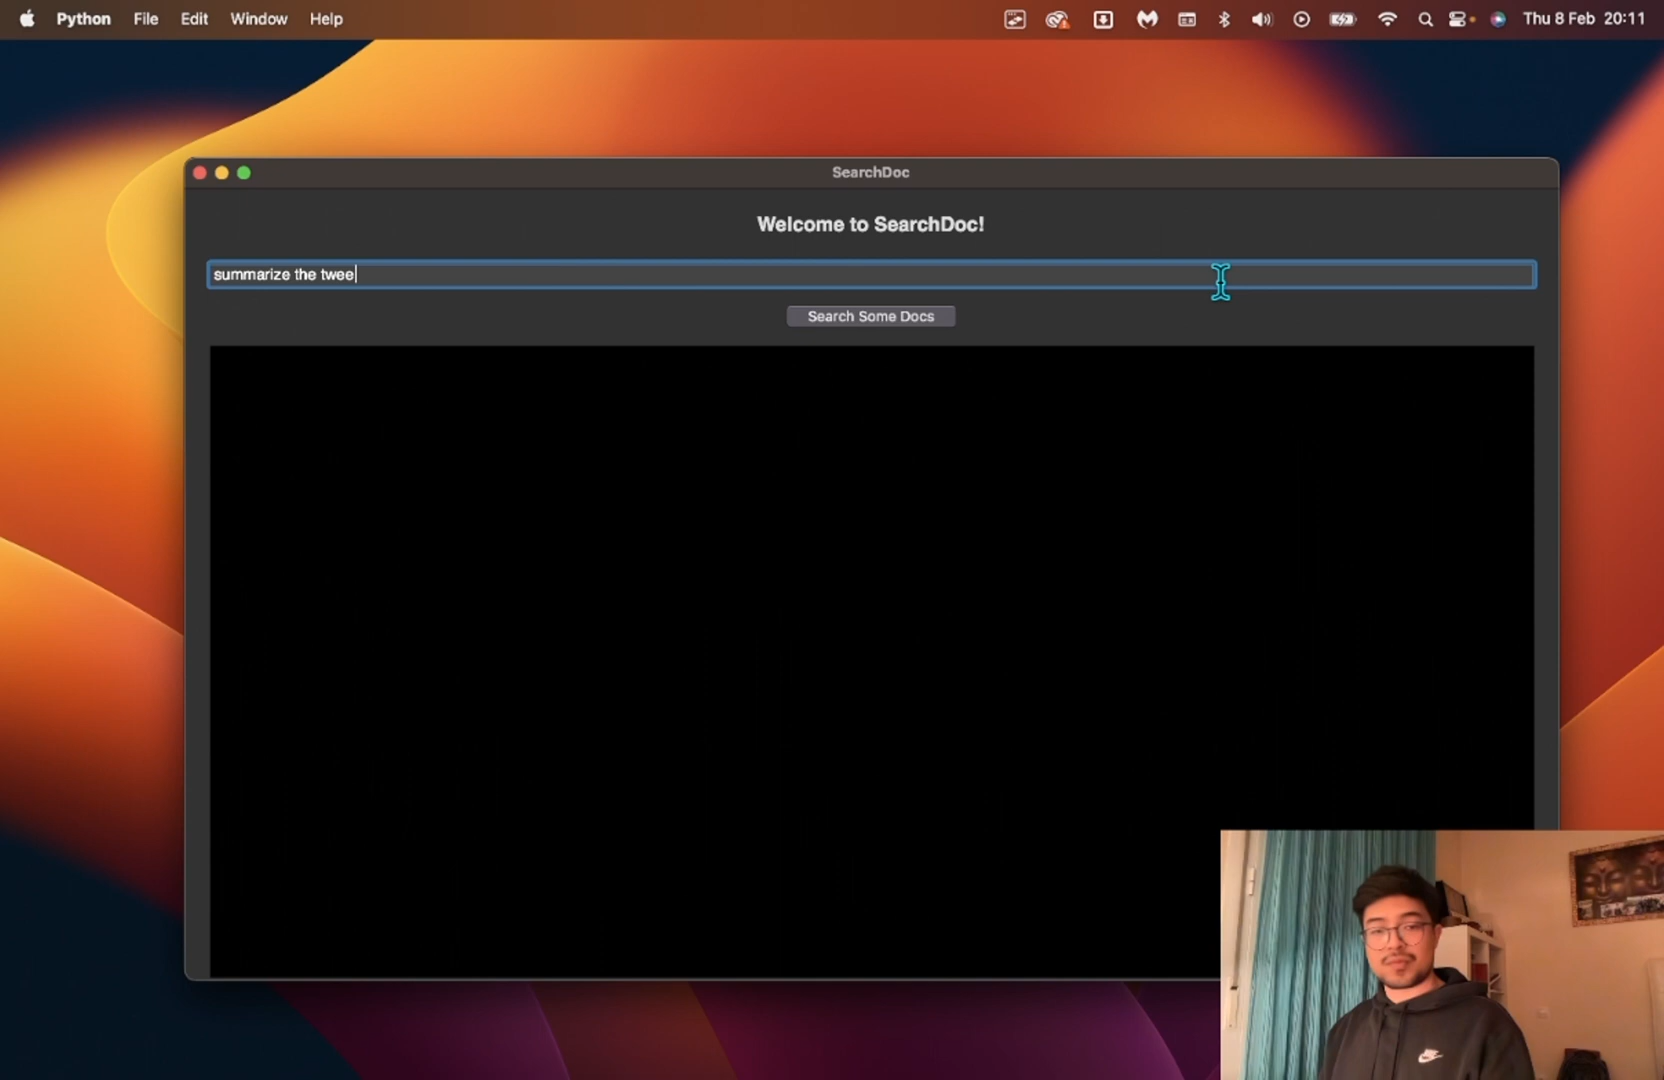 Python File Edit Window Help Thu 8 Feb 20:11
SearchDoc
Welcome to SearchDoc!
summarize the twee
Search Some Docs